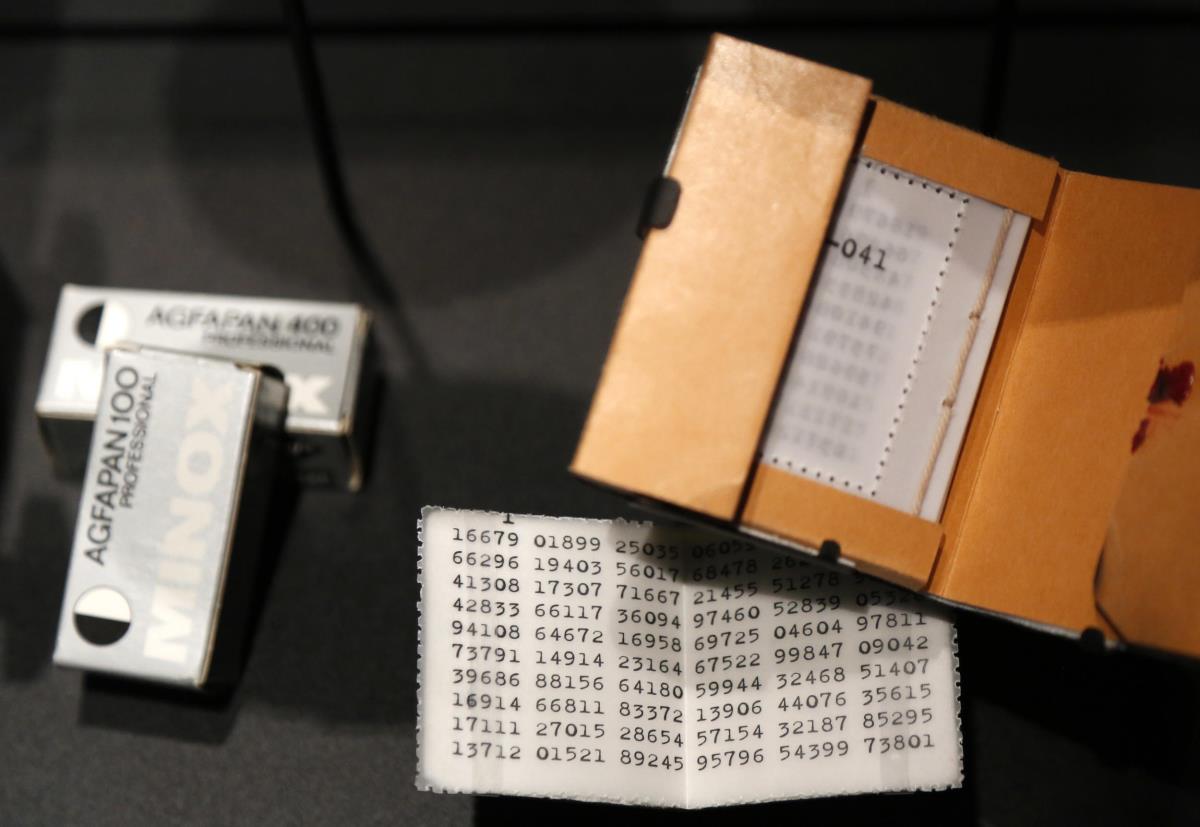 AGFAPAN 400
PROFESSIONAL
AGFAPAN 100
PROFESSIONAL
MINOX
-041
1
16679 01899 25035
66296 19403 56017 68478
41308 17307 71667 21455 51278
42833 66117 36094 97460 52839
94108 64672 16958 69725 04604 97811
73791 14914 23164 67522 99847 09042
39686 88156 64180 59944 32468 51407
16914 66811 83372 13906 44076 35615
17111 27015 28654 57154 32187 85295
13712 01521 89245 95796 54399 73801